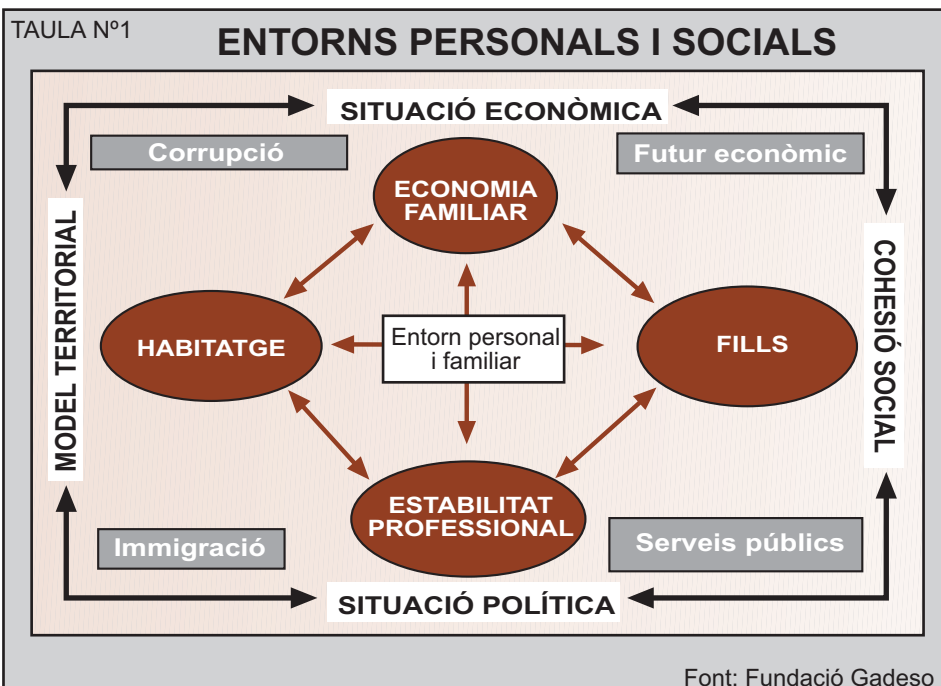 TAULA Nº1
ENTORNS PERSONALS I SOCIALS
SITUACIÓ ECONÒMICA
Corrupció
Futur econòmic
ECONOMIA
FAMILIAR
MODEL TERRITORIAL
COHESIÓ SOCIAL
HABITATGE
Entorn personal
i familiar
FILLS
ESTABILITAT
PROFESSIONAL
Immigració
Serveis públics
SITUACIÓ POLÍTICA
Font: Fundació Gadeso